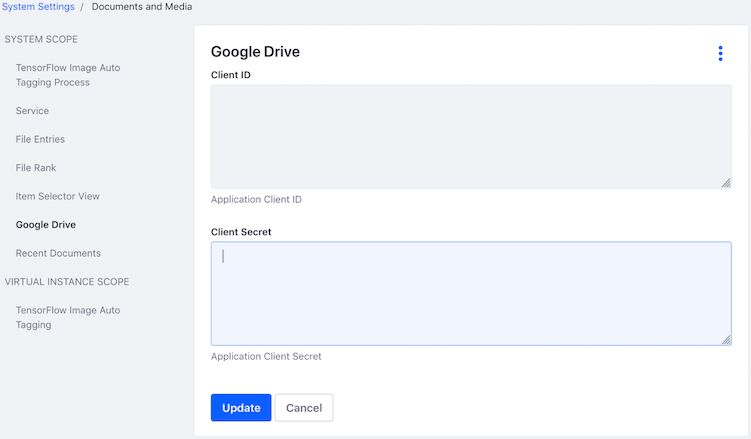 System Settings / Documents and Media
SYSTEM SCOPE
TensorFlow Image Auto
Tagging Process
Service
File Entries
File Rank
Item Selector View
Google Drive
Recent Documents
VIRTUAL INSTANCE SCOPE
TensorFlow Image Auto
Tagging
Google Drive
Client ID
Application Client ID
Client Secret
Application Client Secret
Update
Cancel